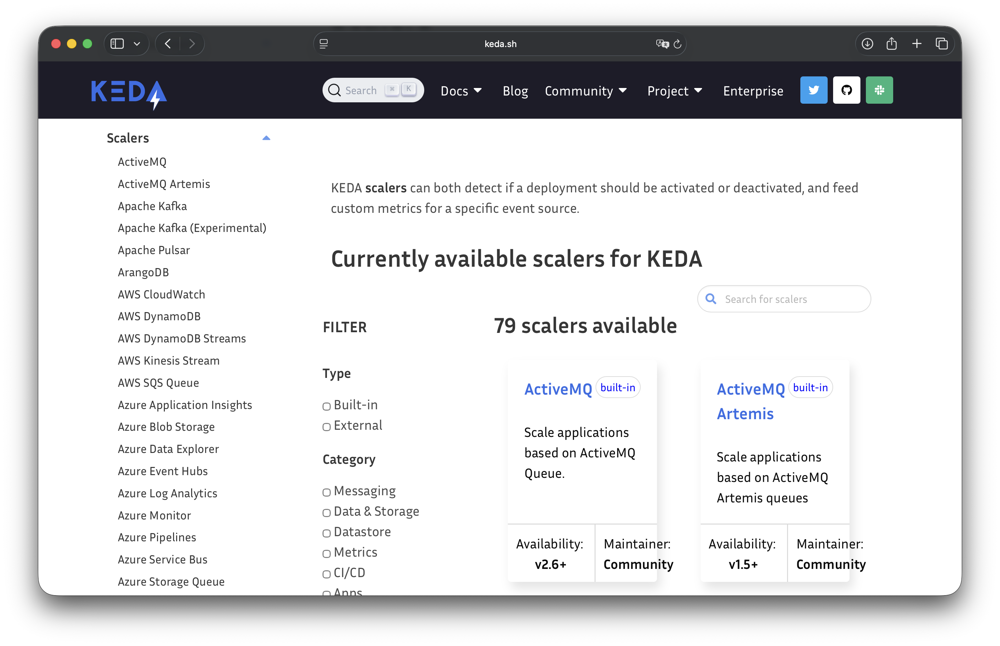 keda.sh
KEDA
Search ⌘ K
Docs
Blog
Community
Project
Enterprise
Scalers
ActiveMQ
ActiveMQ Artemis
Apache Kafka
Apache Kafka (Experimental)
Apache Pulsar
ArangoDB
AWS CloudWatch
AWS DynamoDB
AWS DynamoDB Streams
AWS Kinesis Stream
AWS SQS Queue
Azure Application Insights
Azure Blob Storage
Azure Data Explorer
Azure Event Hubs
Azure Log Analytics
Azure Monitor
Azure Pipelines
Azure Service Bus
Azure Storage Queue
KEDA scalers can both detect if a deployment should be activated or deactivated, and feed
custom metrics for a specific event source.
Currently available scalers for KEDA
Search for scalers
FILTER
Type
Built-in
External
Category
Messaging
Data & Storage
Datastore
Metrics
CI/CD
Apps
79 scalers available
ActiveMQ built-in
Scale applications
based on ActiveMQ
Queue.
Availability:
v2.6+
Maintainer:
Community
ActiveMQ built-in
Artemis
Scale applications
based on ActiveMQ
Artemis queues
Availability:
v1.5+
Maintainer:
Community